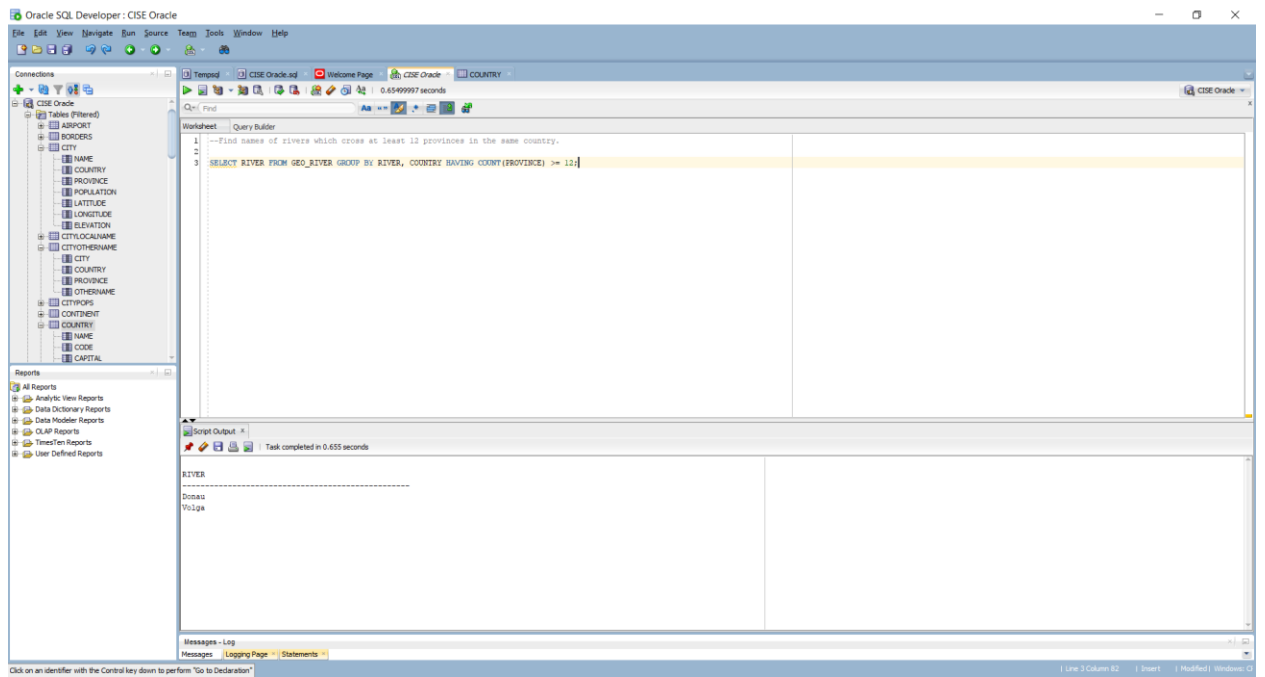 Oracle SQL Developer : CISE Oracle
File Edit View Navigate Run Source Team Tools Window Help
Connections
CISE Oracle
Tables (Filtered)
AIRPORT
BORDERS
CITY
NAME
COUNTRY
PROVINCE
POPULATION
LATITUDE
LONGITUDE
ELEVATION
CITYLOCALNAME
CITYOTHERNAME
CITY
COUNTRY
PROVINCE
OTHERNAME
CITYPOPS
CONTINENT
COUNTRY
NAME
CODE
CAPITAL
Reports
All Reports
Analytic View Reports
Data Dictionary Reports
Data Modeler Reports
OLAP Reports
TimesTen Reports
User Defined Reports
Tempsql CISE Oracle.sql Welcome Page CISE Oracle COUNTRY
0.65499997 seconds CISE Oracle
Find Aa
Worksheet Query Builder
1 --Find names of rivers which cross at least 12 provinces in the same country.
2
3 SELECT RIVER FROM GEO_RIVER GROUP BY RIVER, COUNTRY HAVING COUNT(PROVINCE) >= 12;
Script Output
Task completed in 0.655 seconds
RIVER
--------------------------------------------------
Donau
Volga
Messages - Log
Messages Logging Page Statements
Click on an identifier with the Control key down to perform "Go to Declaration" | Line 3 Column 82 | Insert | Modified | Windows: Cl